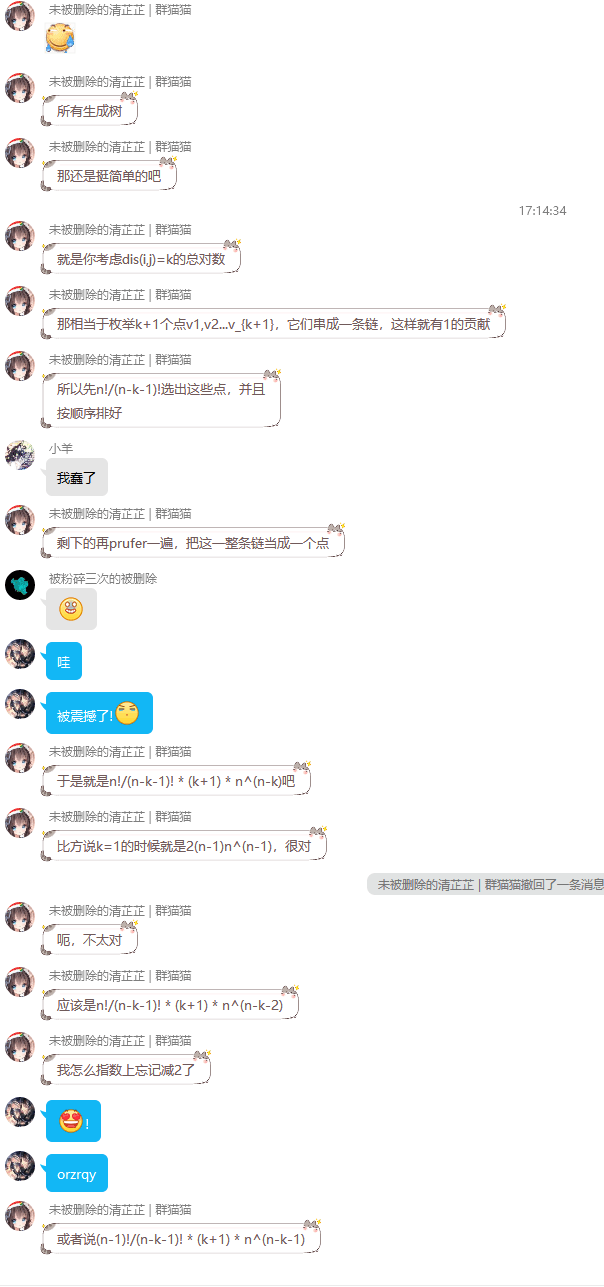 未被删除的清芷芷 | 群猫猫
未被删除的清芷芷 | 群猫猫
所有生成树
未被删除的清芷芷 | 群猫猫
那还是挺简单的吧
17:14:34
未被删除的清芷芷 | 群猫猫
就是你考虑dis(i,j)=k的总对数
未被删除的清芷芷 | 群猫猫
那相当于枚举k+1个点v1,v2...v_{k+1}，它们串成一条链，这样就有1的贡献
未被删除的清芷芷 | 群猫猫
所以先n!/(n-k-1)!选出这些点，并且
按顺序排好
小羊
我蠢了
未被删除的清芷芷 | 群猫猫
剩下的再prufer一遍，把这一整条链当成一个点
被粉碎三次的被删除
哇
被震撼了!
未被删除的清芷芷 | 群猫猫
于是就是n!/(n-k-1)! * (k+1) * n^(n-k)吧
未被删除的清芷芷 | 群猫猫
比方说k=1的时候就是2(n-1)n^(n-1)，很对
未被删除的清芷芷 | 群猫猫撤回了一条消息
未被删除的清芷芷 | 群猫猫
呃，不太对
未被删除的清芷芷 | 群猫猫
应该是n!/(n-k-1)! * (k+1) * n^(n-k-2)
未被删除的清芷芷 | 群猫猫
我怎么指数上忘记减2了
!
orzrqy
未被删除的清芷芷 | 群猫猫
或者说(n-1)!/(n-k-1)! * (k+1) * n^(n-k-1)